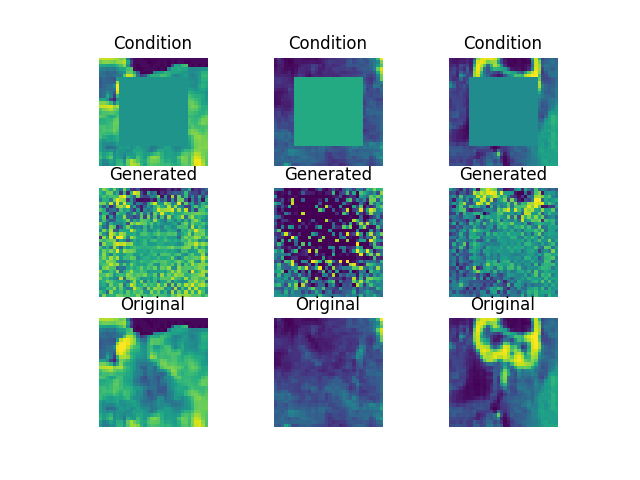 Condition Condition Condition
Generated Generated Generated
Original Original Original